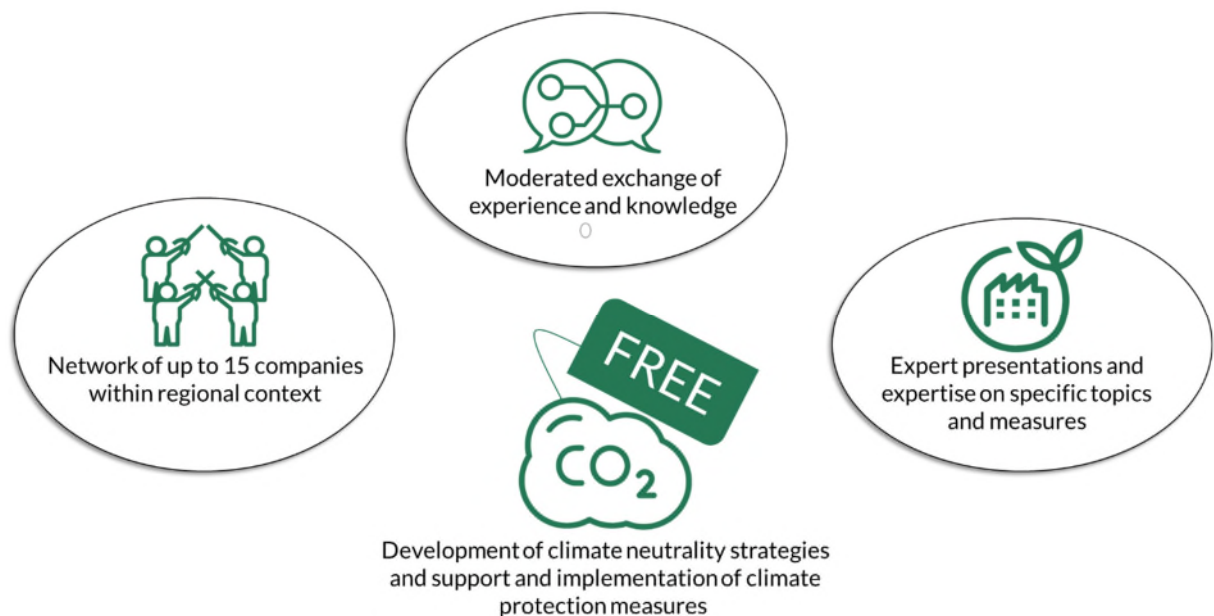 Moderated exchange of
experience and knowledge
0
Network of up to 15 companies
within regional context
Expert presentations and
expertise on specific topics
and measures
FREE
CO₂
Development of climate neutrality strategies
and support and implementation of climate
protection measures